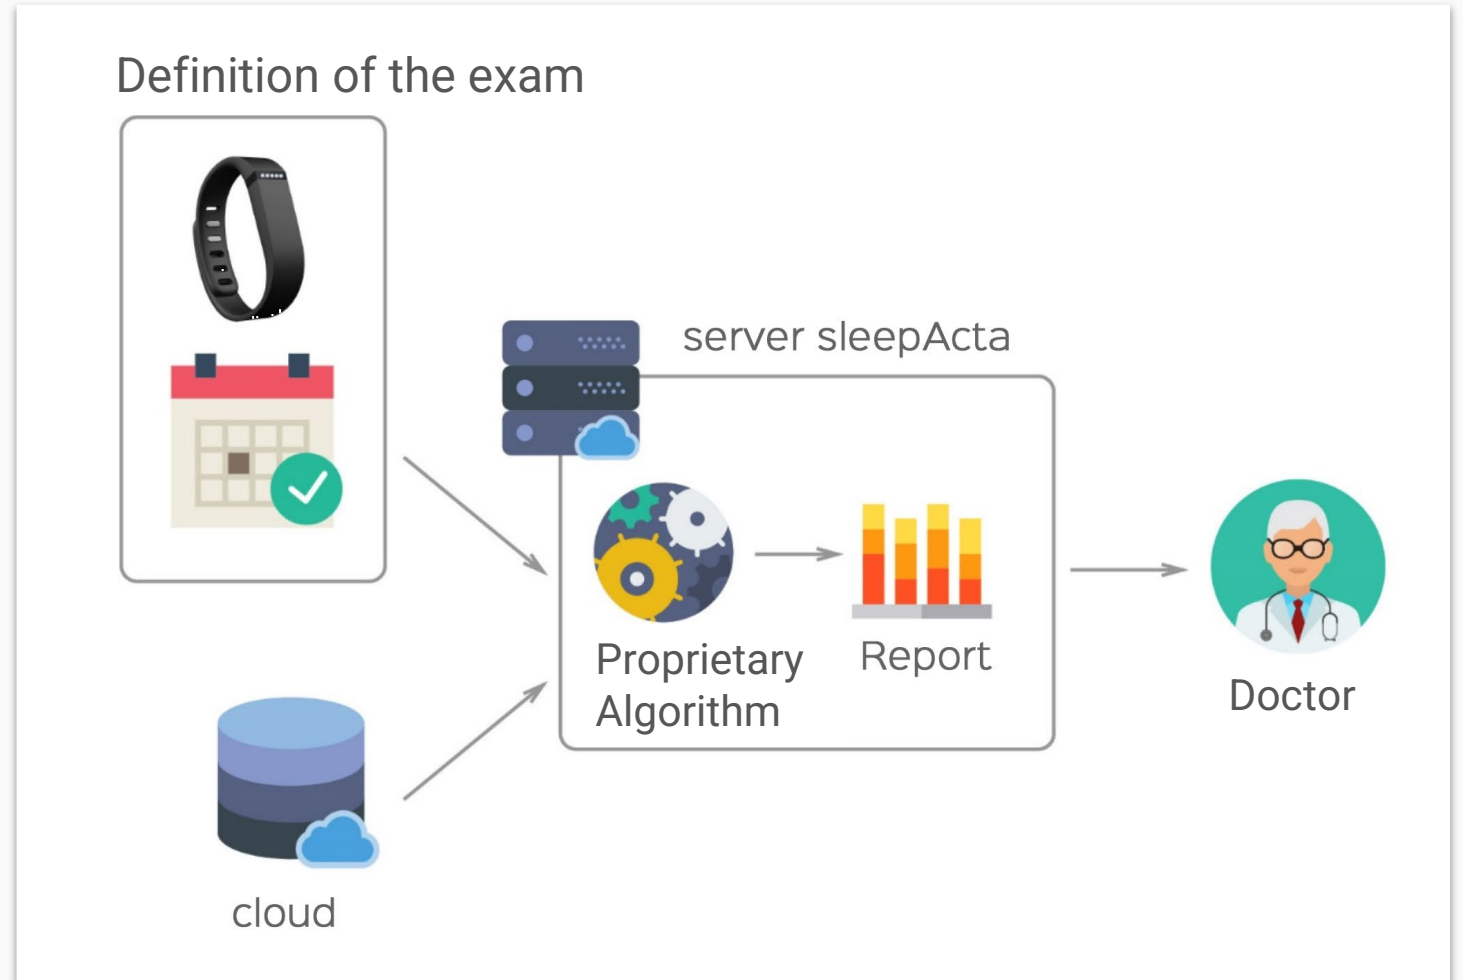 Definition of the exam
server sleepActa
Proprietary
Algorithm
Report
Doctor
cloud